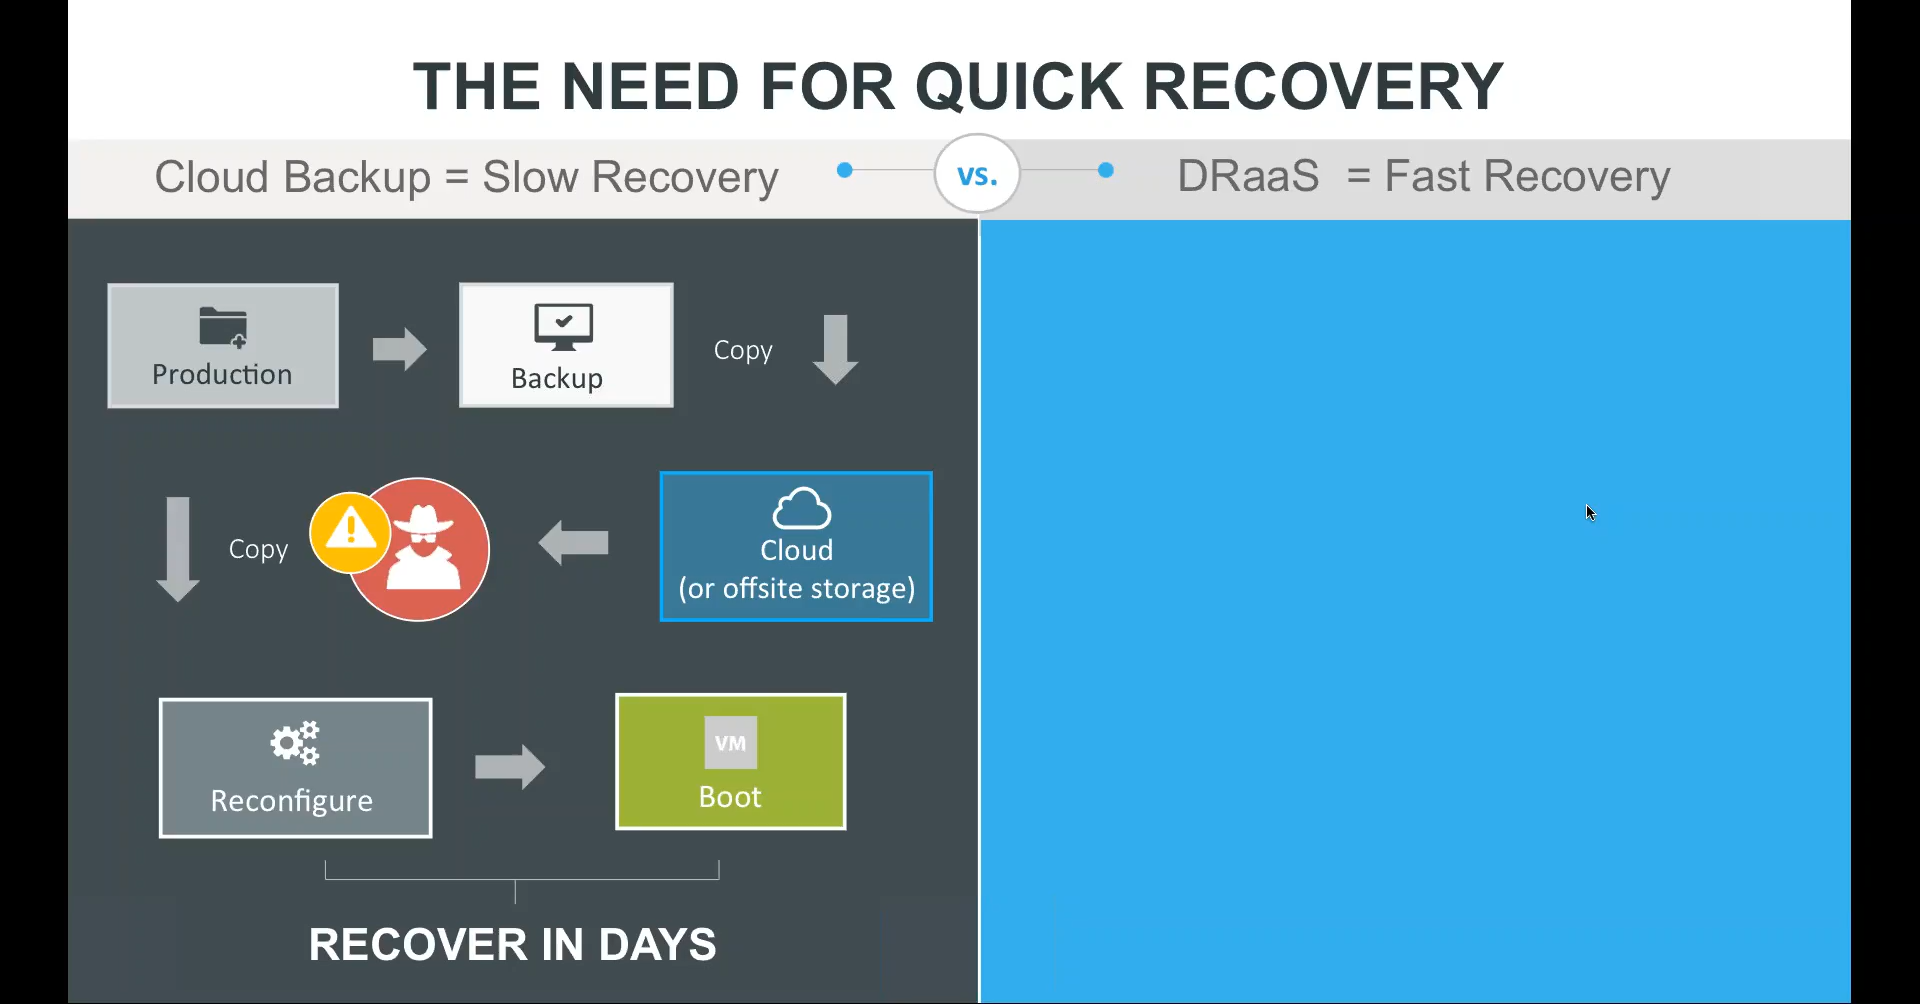 THE NEED FOR QUICK RECOVERY
Cloud Backup = Slow Recovery
vs.
DRaaS = Fast Recovery
Production
Backup
Copy
Copy
Cloud
(or offsite storage)
Reconfigure
VM
Boot
RECOVER IN DAYS